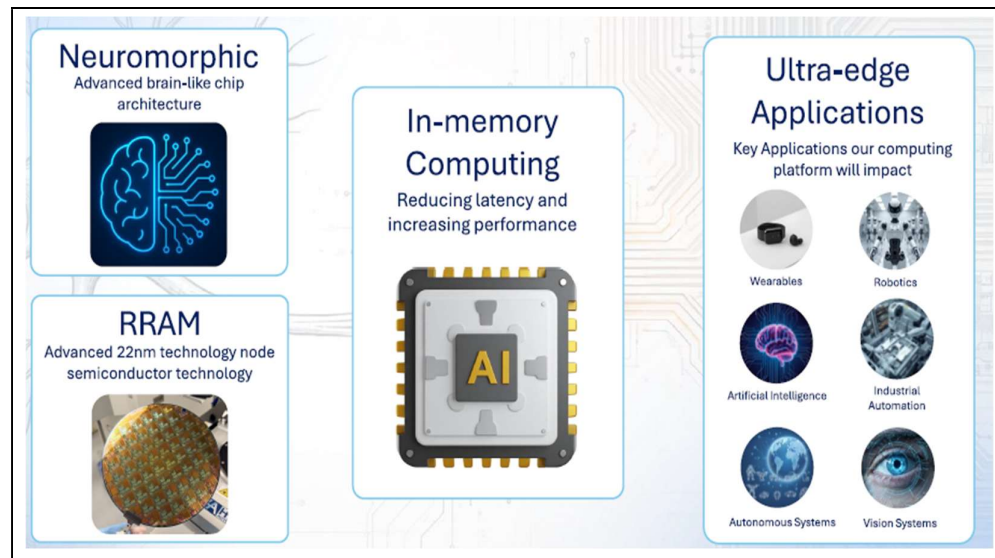 Neuromorphic
Advanced brain-like chip
architecture
RRAM
Advanced 22nm technology node
semiconductor technology
In-memory
Computing
Reducing latency and
increasing performance
AI
Ultra-edge
Applications
Key Applications our computing
platform will impact
Wearables
Robotics
Artificial Intelligence
Industrial
Automation
Autonomous Systems
Vision Systems